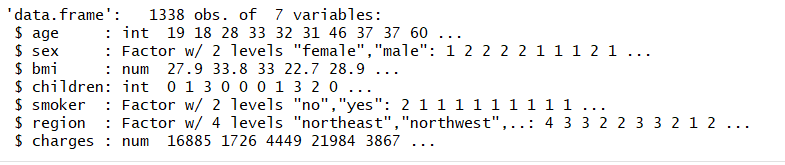 'data.frame':   1338 obs. of  7 variables:
 $ age     : int  19 18 28 33 32 31 46 37 37 60 ...
 $ sex     : Factor w/ 2 levels "female","male": 1 2 2 2 2 1 1 1 2 1 ...
 $ bmi     : num  27.9 33.8 33 22.7 28.9 ...
 $ children: int  0 1 3 0 0 0 1 3 2 0 ...
 $ smoker  : Factor w/ 2 levels "no","yes": 2 1 1 1 1 1 1 1 1 1 ...
 $ region  : Factor w/ 4 levels "northeast","northwest",..: 4 3 3 2 2 3 3 2 1 2 ...
 $ charges : num  16885 1726 4449 21984 3867 ...